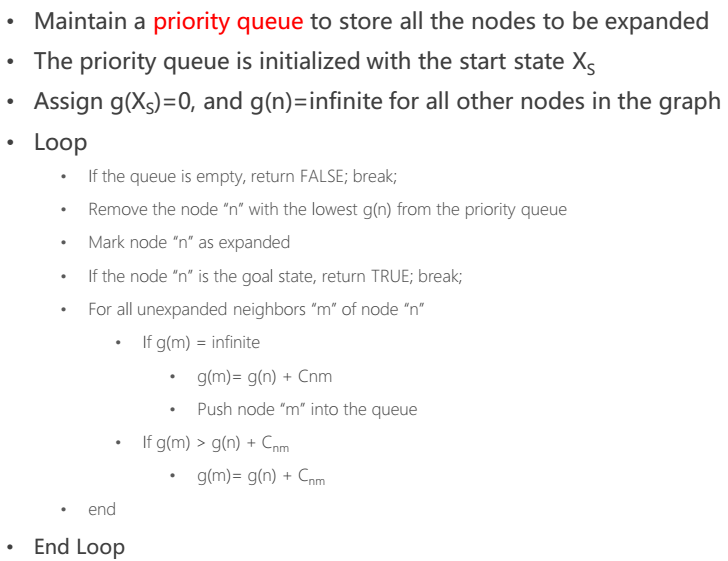 • Maintain a priority queue to store all the nodes to be expanded
• The priority queue is initialized with the start state X_S
• Assign g(X_S)=0, and g(n)=infinite for all other nodes in the graph
• Loop
• If the queue is empty, return FALSE; break;
• Remove the node “n” with the lowest g(n) from the priority queue
• Mark node “n” as expanded
• If the node “n” is the goal state, return TRUE; break;
• For all unexpanded neighbors “m” of node “n”
• If g(m) = infinite
• g(m)= g(n) + Cnm
• Push node “m” into the queue
• If g(m) > g(n) + C_nm
• g(m)= g(n) + C_nm
• end
• End Loop